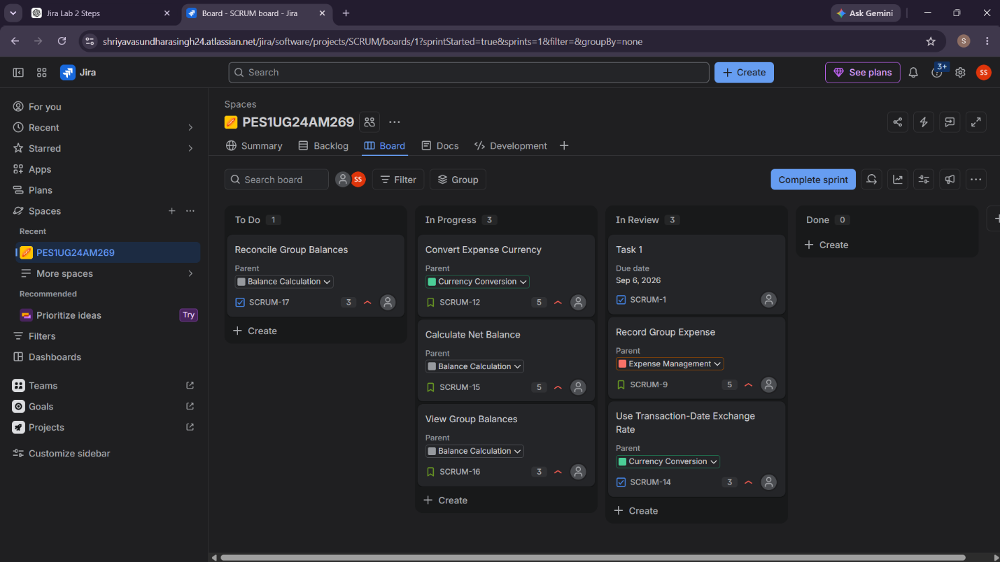 Jira Lab 2 Steps
Board - SCRUM board - Jira
Ask Gemini
shriyavasundharasingh24.atlassian.net/jira/software/projects/SCRUM/boards/1?sprintStarted=true&sprints=1&filter=&groupBy=none
S
Jira
Search
Create
See plans
3+
SS
For you
Recent
Starred
Apps
Plans
Spaces
Recent
PES1UG24AM269
More spaces
Recommended
Prioritize ideas
Try
Filters
Dashboards
Teams
Goals
Projects
Customize sidebar
Spaces
PES1UG24AM269
Summary
Backlog
Board
Docs
Development
Search board
SS
Filter
Group
Complete sprint
To Do 1
Reconcile Group Balances
Parent
Balance Calculation
SCRUM-17 3
Create
In Progress 3
Convert Expense Currency
Parent
Currency Conversion
SCRUM-12 5
Calculate Net Balance
Parent
Balance Calculation
SCRUM-15 5
View Group Balances
Parent
Balance Calculation
SCRUM-16 3
Create
In Review 3
Task 1
Due date
Sep 6, 2026
SCRUM-1
Record Group Expense
Parent
Expense Management
SCRUM-9 5
Use Transaction-Date Exchange
Rate
Parent
Currency Conversion
SCRUM-14 3
Create
Done 0
Create